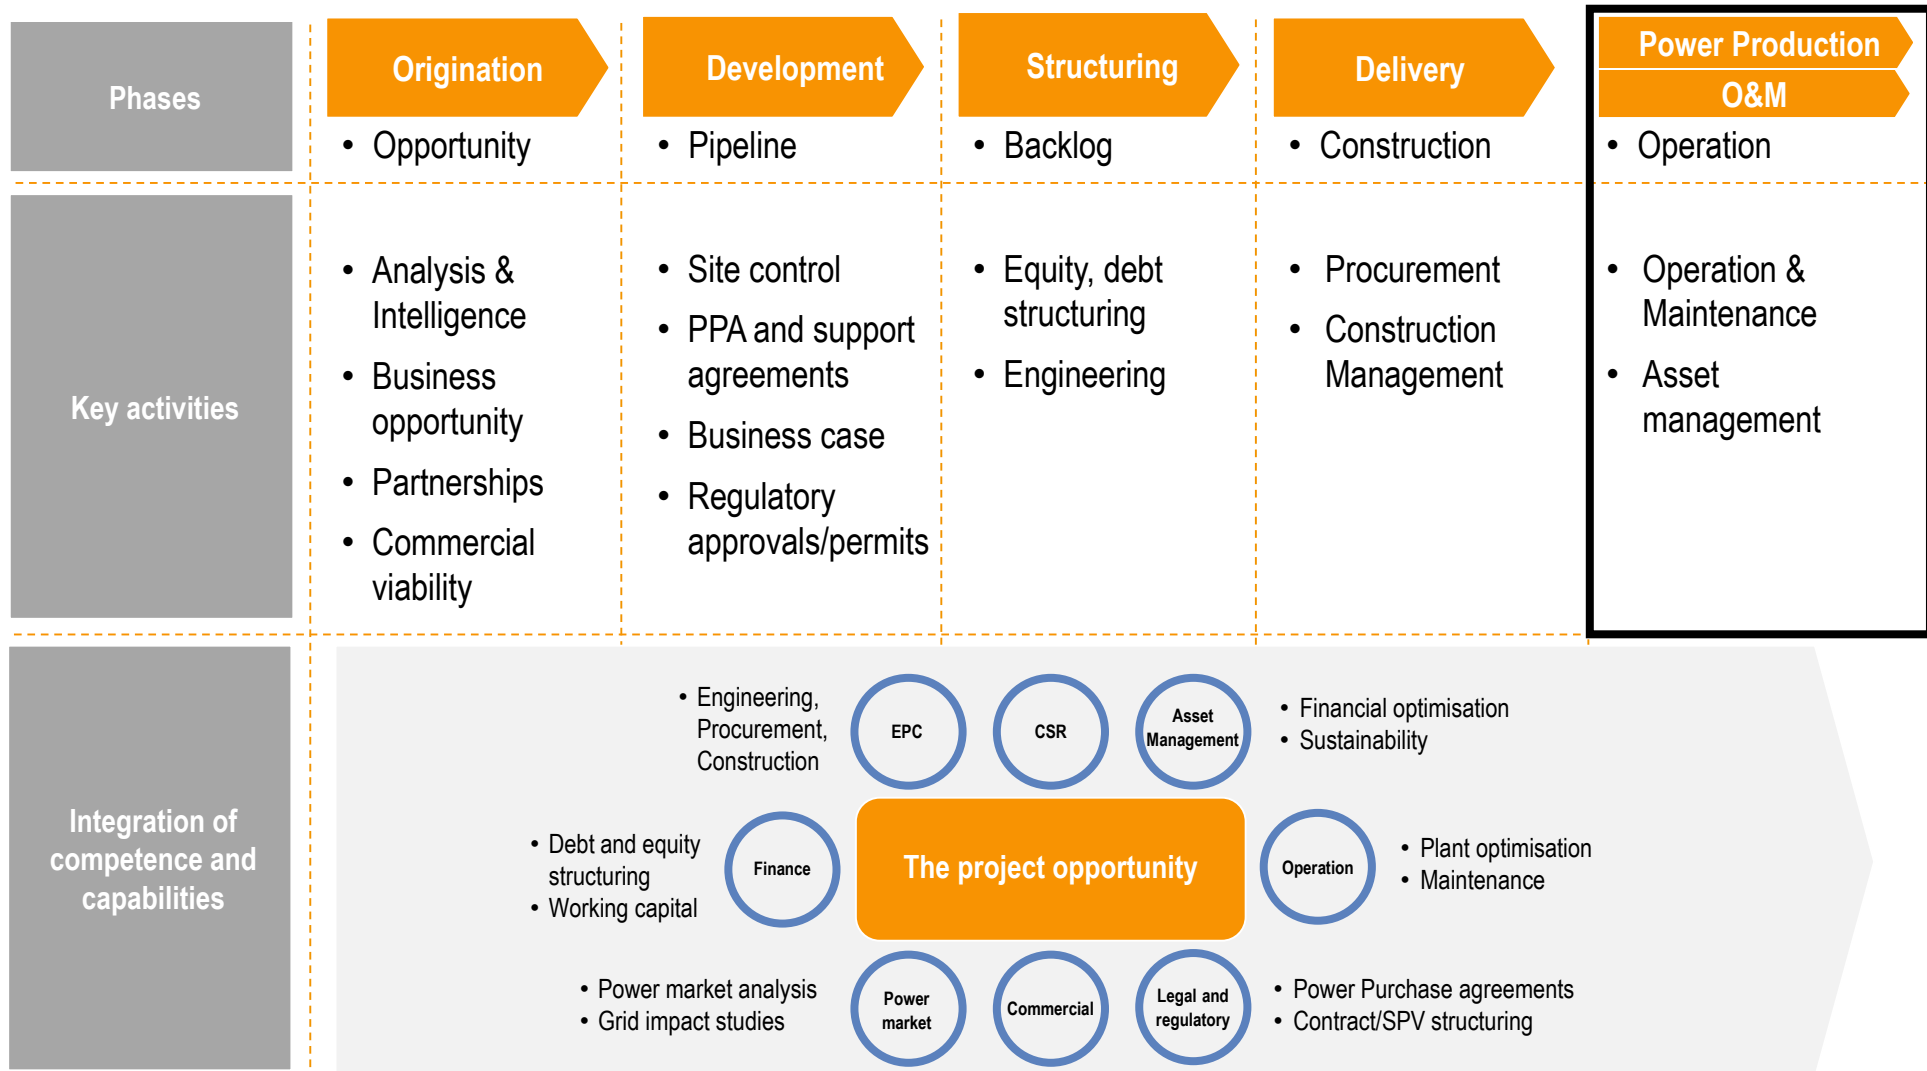 Phases
Origination
• Opportunity
Development
• Pipeline
Structuring
• Backlog
Delivery
• Construction
Power Production
O&M
• Operation
Key activities
• Analysis &
Intelligence
• Business
opportunity
• Partnerships
• Commercial
viability
• Site control
• PPA and support
agreements
• Business case
• Regulatory
approvals/permits
• Equity, debt
structuring
• Engineering
• Procurement
• Construction
Management
• Operation &
Maintenance
• Asset
management
Integration of
competence and
capabilities
• Engineering,
Procurement,
Construction
EPC
CSR
Asset
Management
• Financial optimisation
• Sustainability
• Debt and equity
structuring
• Working capital
Finance
The project opportunity
Operation
• Plant optimisation
• Maintenance
• Power market analysis
• Grid impact studies
Power
market
Commercial
Legal and
regulatory
• Power Purchase agreements
• Contract/SPV structuring